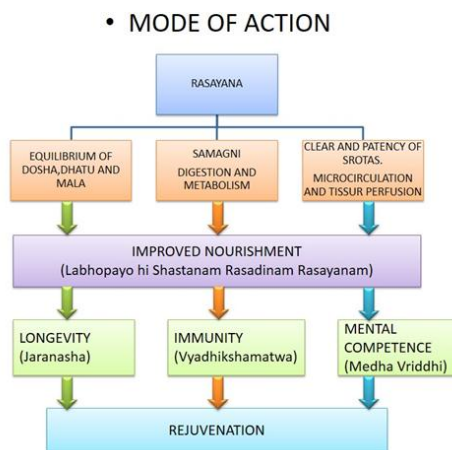 • MODE OF ACTION
RASAYANA
EQUILIBRIUM OF
DOSHA,DHATU AND
MALA
SAMAGNI
DIGESTION AND
METABOLISM
CLEAR AND PATENCY OF
SROTAS.
MICROCIRCULATION
AND TISSUR PERFUSION
IMPROVED NOURISHMENT
(Labhopayo hi Shastanam Rasadinam Rasayanam)
LONGEVITY
(Jaranasha)
IMMUNITY
(Vyadhikshamatwa)
MENTAL
COMPETENCE
(Medha Vriddhi)
REJUVENATION